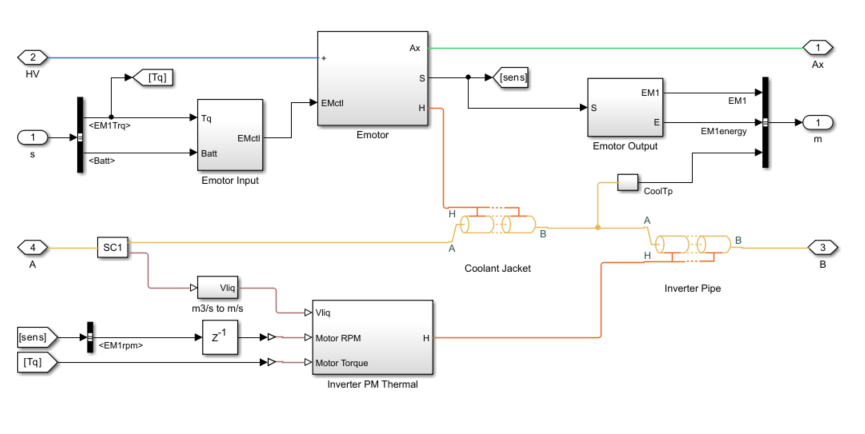 Ax
1
2
+
[Tq]
S
[sens]
HV
Ax
EM1
H
EM1
EMctl
S
Tq
<EM1Trq>
E
1
1
EM1energy
Emotor
EMctl
m
s
Emotor Output
Batt
<Batt>
Emotor Input
CoolTp
H
A
B
B
4
SC1
A
3
A
H
B
Coolant Jacket
Inverter Pipe
Vliq
m3/s to m/s
Vliq
[sens]
Z-1
Motor RPM
H
<EM1rpm>
[Tq]
Motor Torque
Inverter PM Thermal